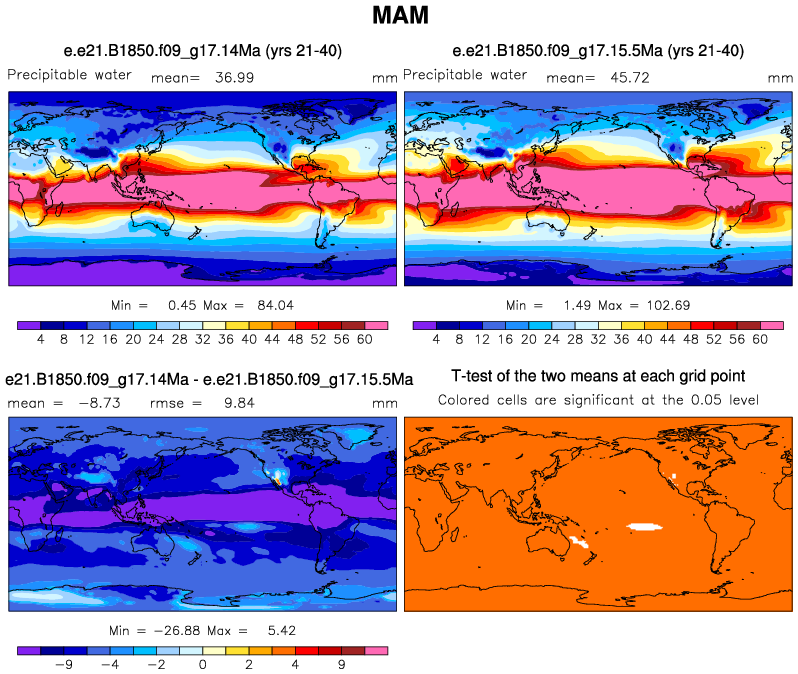 MAM
e.e21.B1850.f09_g17.14Ma (yrs 21-40)
Precipitable water mean= 36.99 mm
Min = 0.45 Max = 84.04
4 8 12 16 20 24 28 32 36 40 44 48 52 56 60
e.e21.B1850.f09_g17.15.5Ma (yrs 21-40)
Precipitable water mean= 45.72 mm
Min = 1.49 Max = 102.69
4 8 12 16 20 24 28 32 36 40 44 48 52 56 60
e21.B1850.f09_g17.14Ma - e.e21.B1850.f09_g17.15.5Ma
mean = -8.73 rmse = 9.84 mm
Min = -26.88 Max = 5.42
-9 -4 -2 0 2 4 9
T-test of the two means at each grid point
Colored cells are significant at the 0.05 level